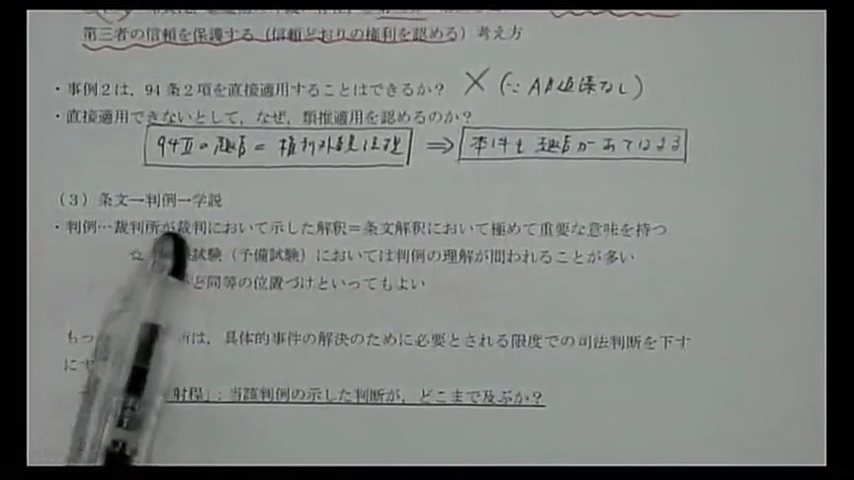 第三者の信頼を保護する(信頼どおりの権利を認める)考え方
・事例2は,94条2項を直接適用することはできるか? × (∵ AB通謀なし)
・直接適用できないとして,なぜ,類推適用を認めるのか?
94Ⅱの趣旨 = 権利外観法理 ⇒ 本件も 趣旨があてはまる
(3)条文→判例→学説
・判例…裁判所が裁判において示した解釈=条文解釈において極めて重要な意味を持つ
☆ 試験(予備試験)においては判例の理解が問われることが多い
ど同等の位置づけといってもよい
もっ 所は,具体的事件の解決のために必要とされる限度での司法判断を下す
にす
射程」:当該判例の示した判断が,どこまで及ぶか?